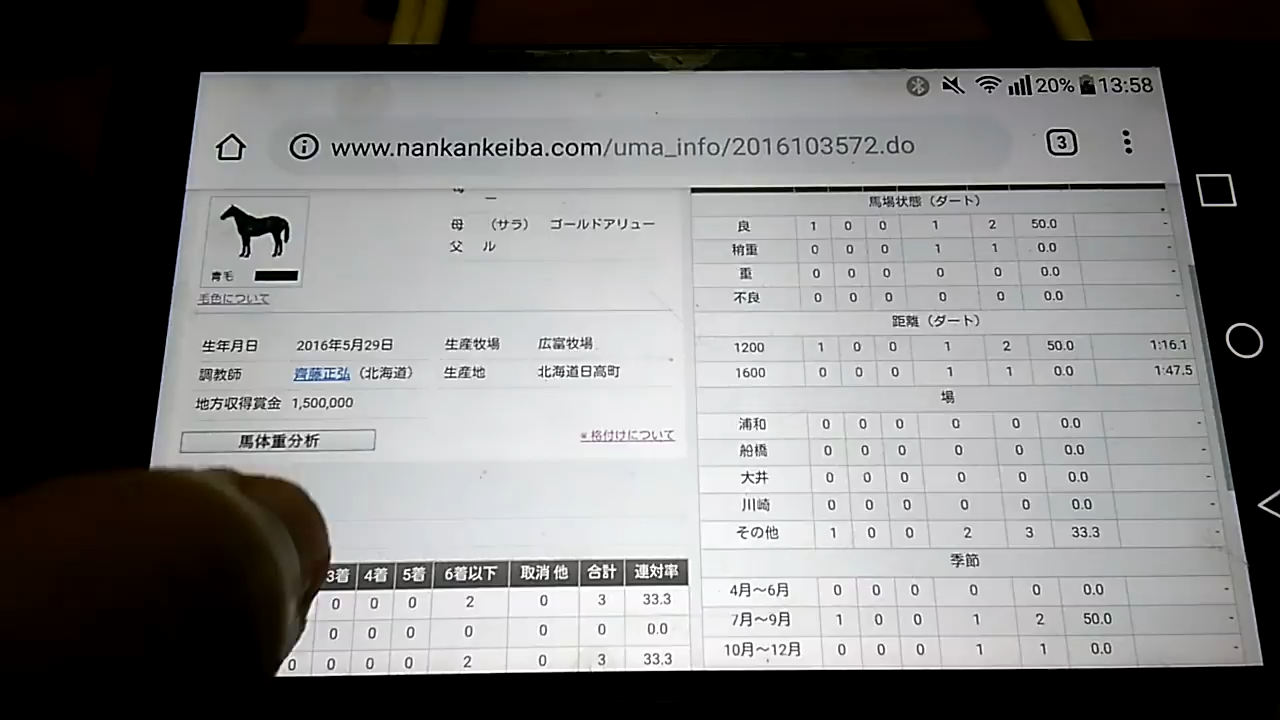 20% 13:58
www.nankankeiba.com/uma_info/2016103572.do
3
母 (サラ) ゴールドアリュー
父 ル
青毛
毛色について
生年月日 2016年5月29日 生産牧場 広富牧場
調教師 齊藤正弘 (北海道) 生産地 北海道日高町
地方収得賞金 1,500,000
馬体重分析
※格付けについて
3着 4着 5着 6着以下 取消 他 合計 連対率
0 0 0 2 0 3 33.3
0 0 0 0 0 0 0.0
0 0 0 0 2 0 3 33.3
馬場状態 (ダート)
良 1 0 0 1 2 50.0 -
稍重 0 0 0 1 1 0.0 -
重 0 0 0 0 0 0.0 -
不良 0 0 0 0 0 0.0 -
距離 (ダート)
1200 1 0 0 1 2 50.0 1:16.1
1600 0 0 0 1 1 0.0 1:47.5
場
浦和 0 0 0 0 0 0.0 -
船橋 0 0 0 0 0 0.0 -
大井 0 0 0 0 0 0.0 -
川崎 0 0 0 0 0 0.0 -
その他 1 0 0 2 3 33.3 -
季節
4月～6月 0 0 0 0 0 0.0 -
7月～9月 1 0 0 1 2 50.0 -
10月～12月 0 0 0 1 1 0.0 -